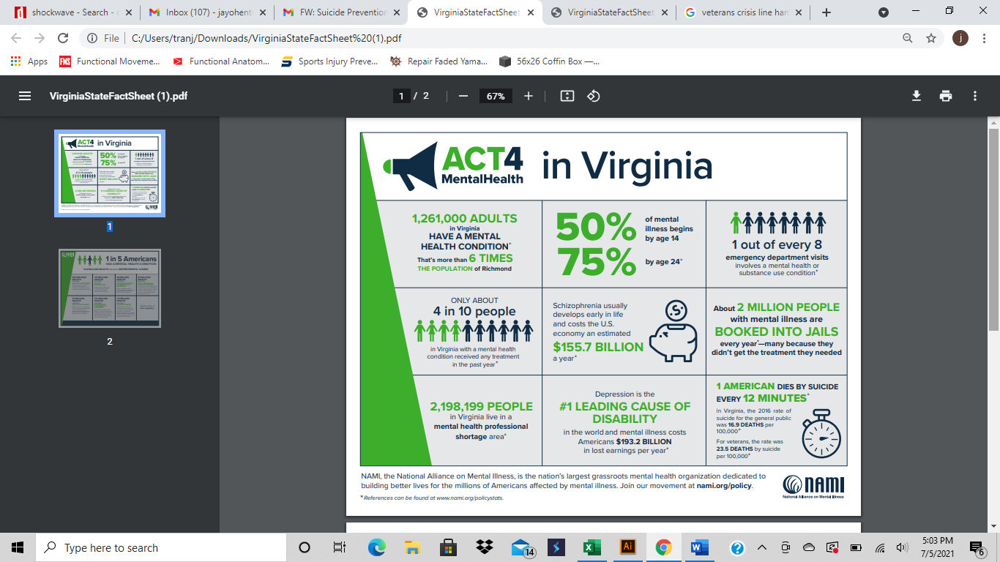 shockwave - Search -
Inbox (107) - jayohent
FW: Suicide Prevention
VirginiaStateFactSheet
VirginiaStateFactSheet
veterans crisis line han
File
C:/Users/tranj/Downloads/VirginiaStateFactSheet%20(1).pdf
j
Apps
FMS
Functional Moveme...
Functional Anatom...
Sports Injury Preve...
Repair Faded Yama...
56x26 Coffin Box —...
VirginiaStateFactSheet (1).pdf
1 / 2
67%
ACT4
MentalHealth
in Virginia
1
1 in 5 Americans
2
ACT4
MentalHealth
in Virginia
1,261,000 ADULTS
in Virginia
HAVE A MENTAL
HEALTH CONDITION*
That's more than 6 TIMES
THE POPULATION of Richmond
50%
of mental
illness begins
by age 14
75%
by age 24*
1 out of every 8
emergency department visits
involves a mental health or
substance use condition*
ONLY ABOUT
4 in 10 people
in Virginia with a mental health
condition received any treatment
in the past year*
Schizophrenia usually
develops early in life
and costs the U.S.
economy an estimated
$155.7 BILLION
a year*
About 2 MILLION PEOPLE
with mental illness are
BOOKED INTO JAILS
every year*—many because they
didn't get the treatment they needed
2,198,199 PEOPLE
in Virginia live in a
mental health professional
shortage area*
Depression is the
#1 LEADING CAUSE OF
DISABILITY
in the world and mental illness costs
Americans $193.2 BILLION
in lost earnings per year*
1 AMERICAN DIES BY SUICIDE
EVERY 12 MINUTES*
In Virginia, the 2016 rate of
suicide for the general public
was 16.9 DEATHS per
100,000*
For veterans, the rate was
23.5 DEATHS by suicide
per 100,000*
NAMI, the National Alliance on Mental Illness, is the nation's largest grassroots mental health organization dedicated to
building better lives for the millions of Americans affected by mental illness. Join our movement at nami.org/policy.
*References can be found at www.nami.org/policystats.
NAMI
National Alliance on Mental Illness
Type here to search
14
Ai
5:03 PM
7/5/2021
6